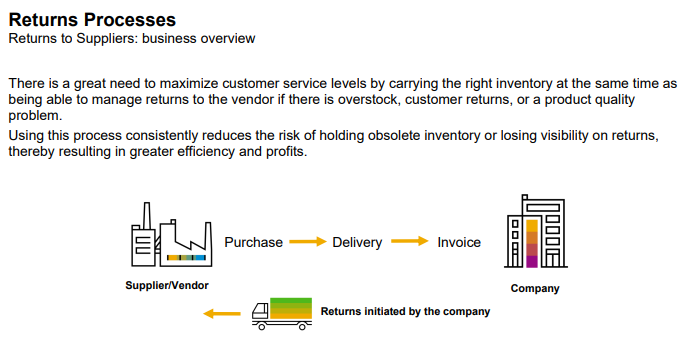 Returns Processes
Returns to Suppliers: business overview
There is a great need to maximize customer service levels by carrying the right inventory at the same time as
being able to manage returns to the vendor if there is overstock, customer returns, or a product quality
problem.
Using this process consistently reduces the risk of holding obsolete inventory or losing visibility on returns,
thereby resulting in greater efficiency and profits.
Purchase Delivery Invoice
Supplier/Vendor
Company
Returns initiated by the company